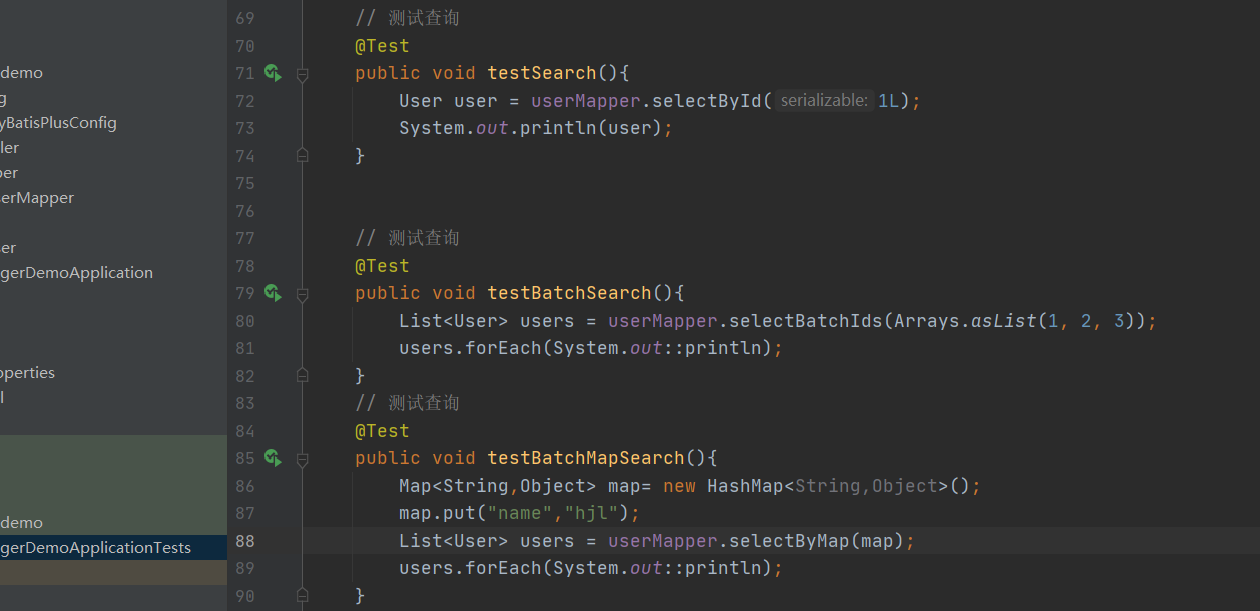 demo
g
yBatisPlusConfig
ler
per
serMapper
ser
gerDemoApplication
operties
l
demo
gerDemoApplicationTests
69 // 测试查询
70 @Test
71 public void testSearch(){
72 User user = userMapper.selectById( serializable: 1L);
73 System.out.println(user);
74 }
75
76
77 // 测试查询
78 @Test
79 public void testBatchSearch(){
80 List<User> users = userMapper.selectBatchIds(Arrays.asList(1, 2, 3));
81 users.forEach(System.out::println);
82 }
83 // 测试查询
84 @Test
85 public void testBatchMapSearch(){
86 Map<String,Object> map= new HashMap<String,Object>();
87 map.put("name","hjl");
88 List<User> users = userMapper.selectByMap(map);
89 users.forEach(System.out::println);
90 }